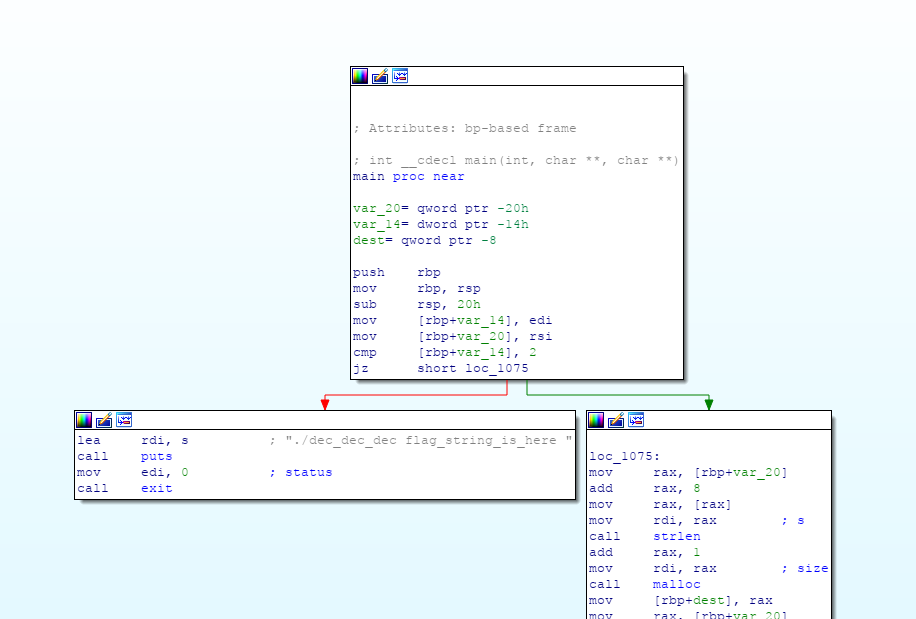 ; Attributes: bp-based frame
; int __cdecl main(int, char **, char **)
main proc near
var_20= qword ptr -20h
var_14= dword ptr -14h
dest= qword ptr -8
push    rbp
mov     rbp, rsp
sub     rsp, 20h
mov     [rbp+var_14], edi
mov     [rbp+var_20], rsi
cmp     [rbp+var_14], 2
jz      short loc_1075
lea     rdi, s          ; "./dec_dec_dec flag_string_is_here "
call    puts
mov     edi, 0          ; status
call    exit
loc_1075:
mov     rax, [rbp+var_20]
add     rax, 8
mov     rax, [rax]
mov     rdi, rax        ; s
call    strlen
add     rax, 1
mov     rdi, rax        ; size
call    malloc
mov     [rbp+dest], rax
mov     rax, [rbp+var_20]